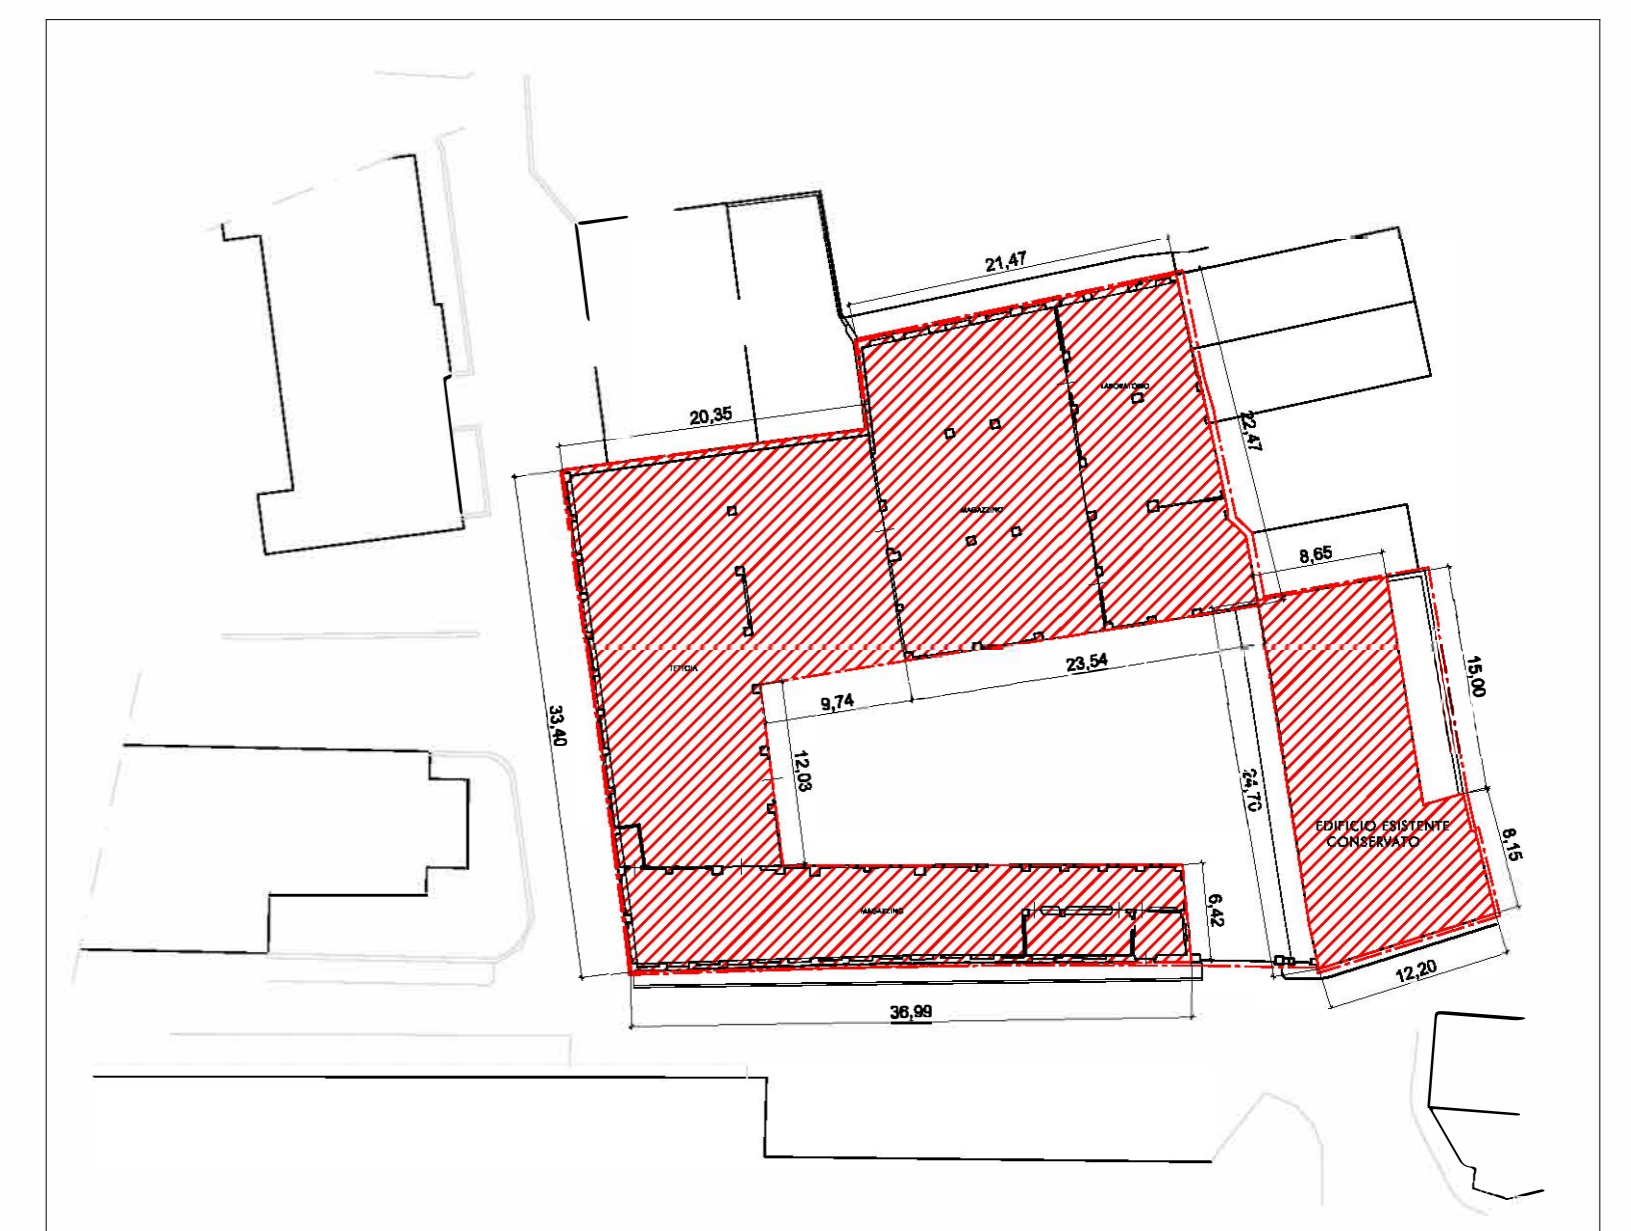 21,47
20,35
LABORATORIO
22,47
MAGAZZINO
8,65
TETTOIA
23,54
15,00
9,74
33,40
12,03
24,70
EDIFICIO ESISTENTE
CONSERVATO
8,15
MAGAZZINO
6,42
12,20
36,99